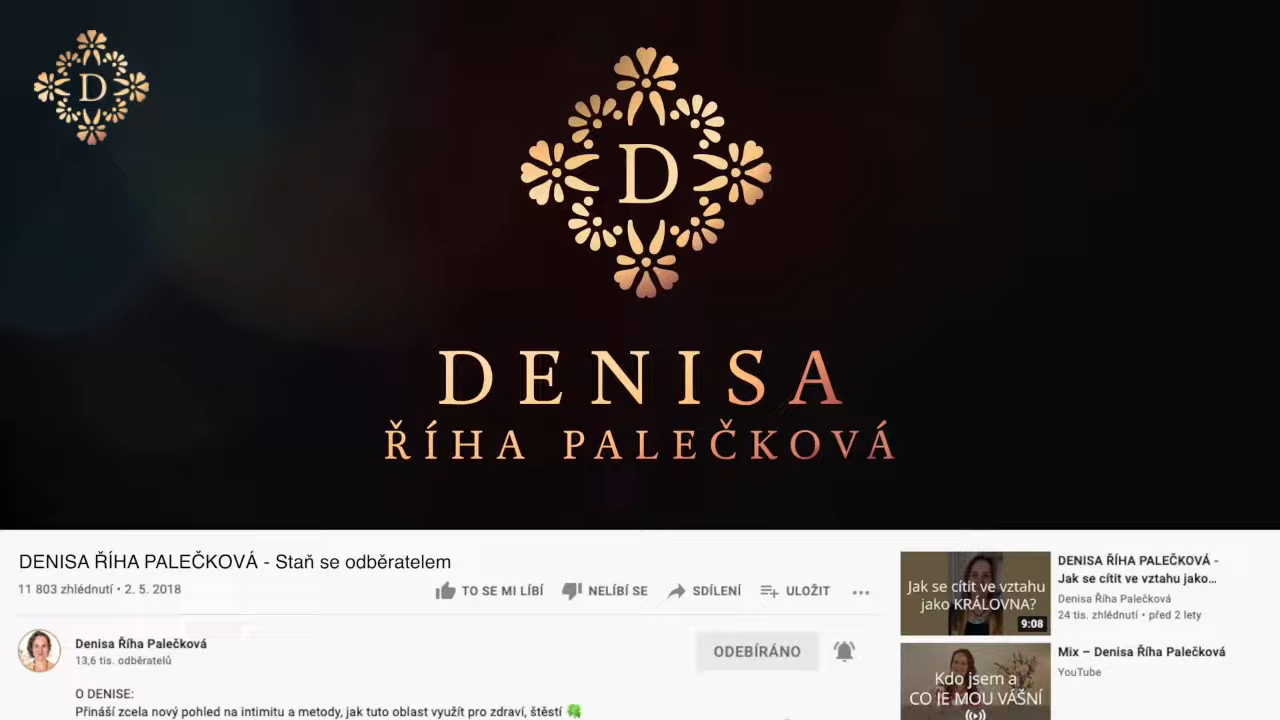 D
D
DENISA
ŘÍHA PALEČKOVÁ
DENISA ŘÍHA PALEČKOVÁ - Staň se odběratelem
11 803 zhlédnutí • 2. 5. 2018
TO SE MI LÍBÍ
NELÍBÍ SE
SDÍLENÍ
ULOŽIT
Denisa Říha Palečková
13,6 tis. odběratelů
ODEBÍRÁNO
O DENISE:
Přináší zcela nový pohled na intimitu a metody, jak tuto oblast využít pro zdraví, štěstí 🍀
Jak se cítit ve vztahu
jako KRÁLOVNA?
9:08
DENISA ŘÍHA PALEČKOVÁ -
Jak se cítit ve vztahu jako...
Denisa Říha Palečková
24 tis. zhlédnutí • před 2 lety
Kdo jsem a
CO JE MOU VÁŠNÍ
Mix – Denisa Říha Palečková
YouTube